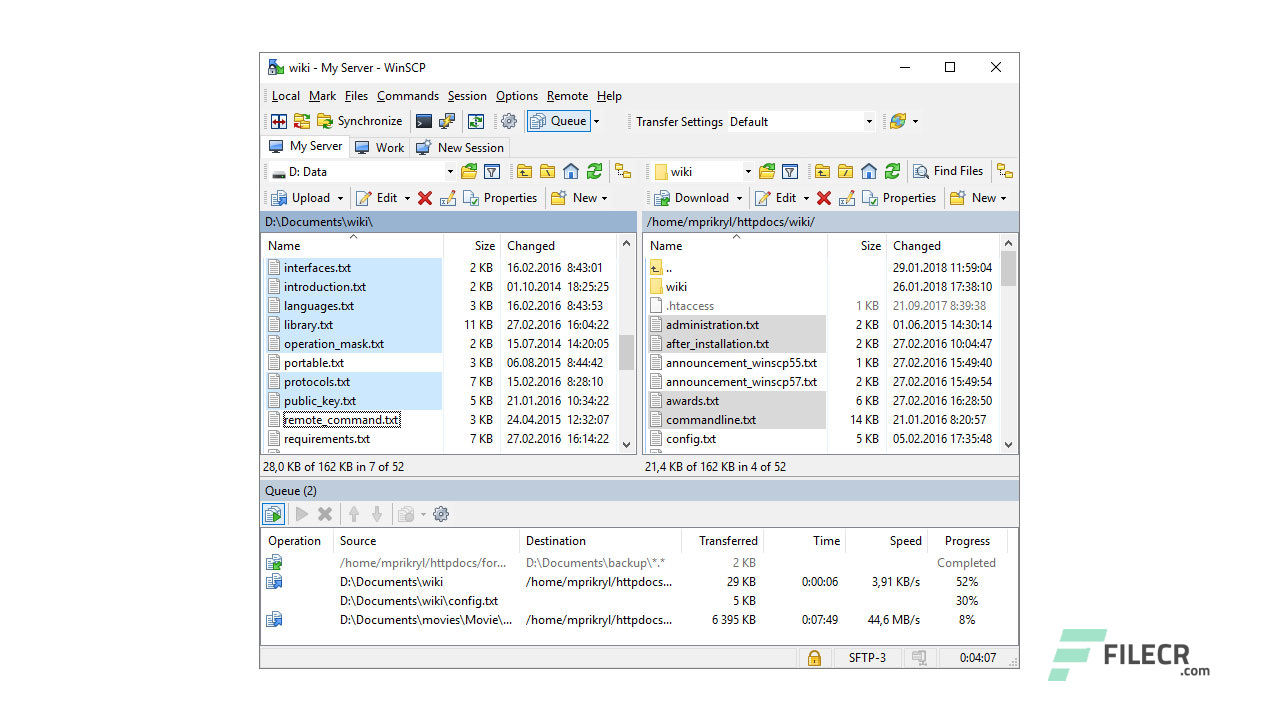 wiki - My Server - WinSCP
Local Mark Files Commands Session Options Remote Help
Synchronize Queue Transfer Settings Default
My Server Work New Session
D: Data wiki Find Files
Upload Edit Properties New Download Edit Properties New
D:\Documents\wiki\ /home/mprikryl/httpdocs/wiki/
Name Size Changed Name Size Changed
interfaces.txt 2 KB 16.02.2016 8:43:01 .. 29.01.2018 11:59:04
introduction.txt 2 KB 01.10.2014 18:25:25 wiki 26.01.2018 17:38:10
languages.txt 3 KB 16.02.2016 8:43:53 .htaccess 1 KB 21.09.2017 8:39:38
library.txt 11 KB 27.02.2016 16:04:22 administration.txt 2 KB 01.06.2015 14:30:14
operation_mask.txt 2 KB 15.07.2014 14:20:05 after_installation.txt 2 KB 27.02.2016 10:04:47
portable.txt 3 KB 06.08.2015 8:44:42 announcement_winscp55.txt 1 KB 27.02.2016 15:49:40
protocols.txt 7 KB 15.02.2016 8:28:10 announcement_winscp57.txt 2 KB 27.02.2016 15:49:54
public_key.txt 5 KB 21.01.2016 10:34:22 awards.txt 6 KB 27.02.2016 16:28:50
remote_command.txt 3 KB 24.04.2015 12:32:07 commandline.txt 14 KB 21.01.2016 8:20:57
requirements.txt 7 KB 27.02.2016 16:14:22 config.txt 5 KB 05.02.2016 17:35:48
28,0 KB of 162 KB in 7 of 52 21,4 KB of 162 KB in 4 of 52
Queue (2)
Operation Source Destination Transferred Time Speed Progress
/home/mprikryl/httpdocs/for... D:\Documents\backup\*.* 2 KB Completed
D:\Documents\wiki /home/mprikryl/httpdocs... 29 KB 0:00:06 3,91 KB/s 52%
D:\Documents\wiki\config.txt 5 KB 30%
D:\Documents\movies\Movie\... /home/mprikryl/httpdocs... 6 395 KB 0:07:49 44,6 MB/s 8%
SFTP-3 0:04:07
FILECR
.com